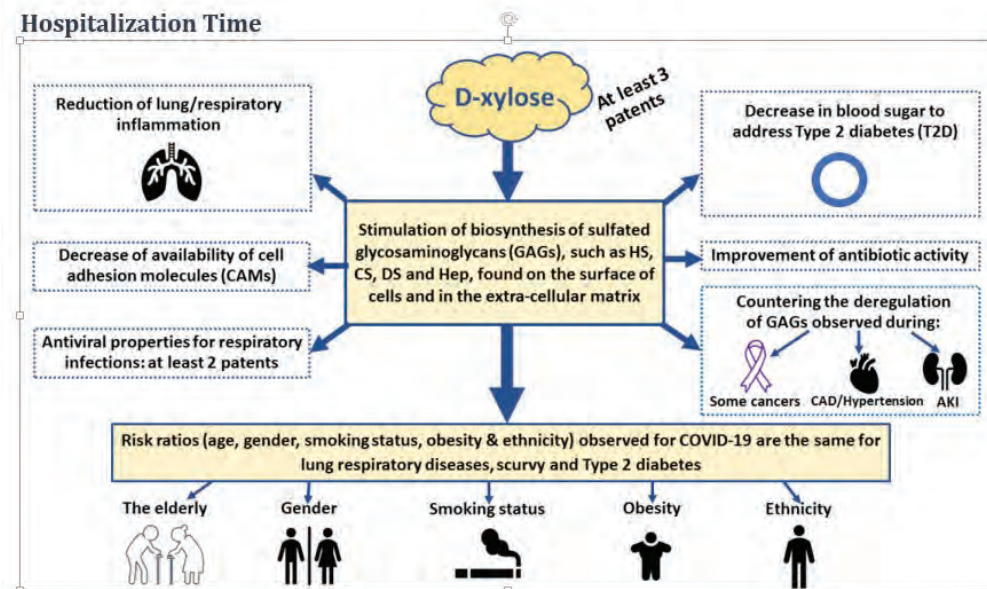 Hospitalization Time
D-xylose
At least 3
patents
Reduction of lung/respiratory
inflammation
Decrease in blood sugar to
address Type 2 diabetes (T2D)
Stimulation of biosynthesis of sulfated
glycosaminoglycans (GAGs), such as HS,
CS, DS and Hep, found on the surface of
cells and in the extra-cellular matrix
Decrease of availability of cell
adhesion molecules (CAMs)
Improvement of antibiotic activity
Antiviral properties for respiratory
infections: at least 2 patents
Countering the deregulation
of GAGs observed during:
Some cancers
CAD/Hypertension
AKI
Risk ratios (age, gender, smoking status, obesity & ethnicity) observed for COVID-19 are the same for
lung respiratory diseases, scurvy and Type 2 diabetes
The elderly
Gender
Smoking status
Obesity
Ethnicity